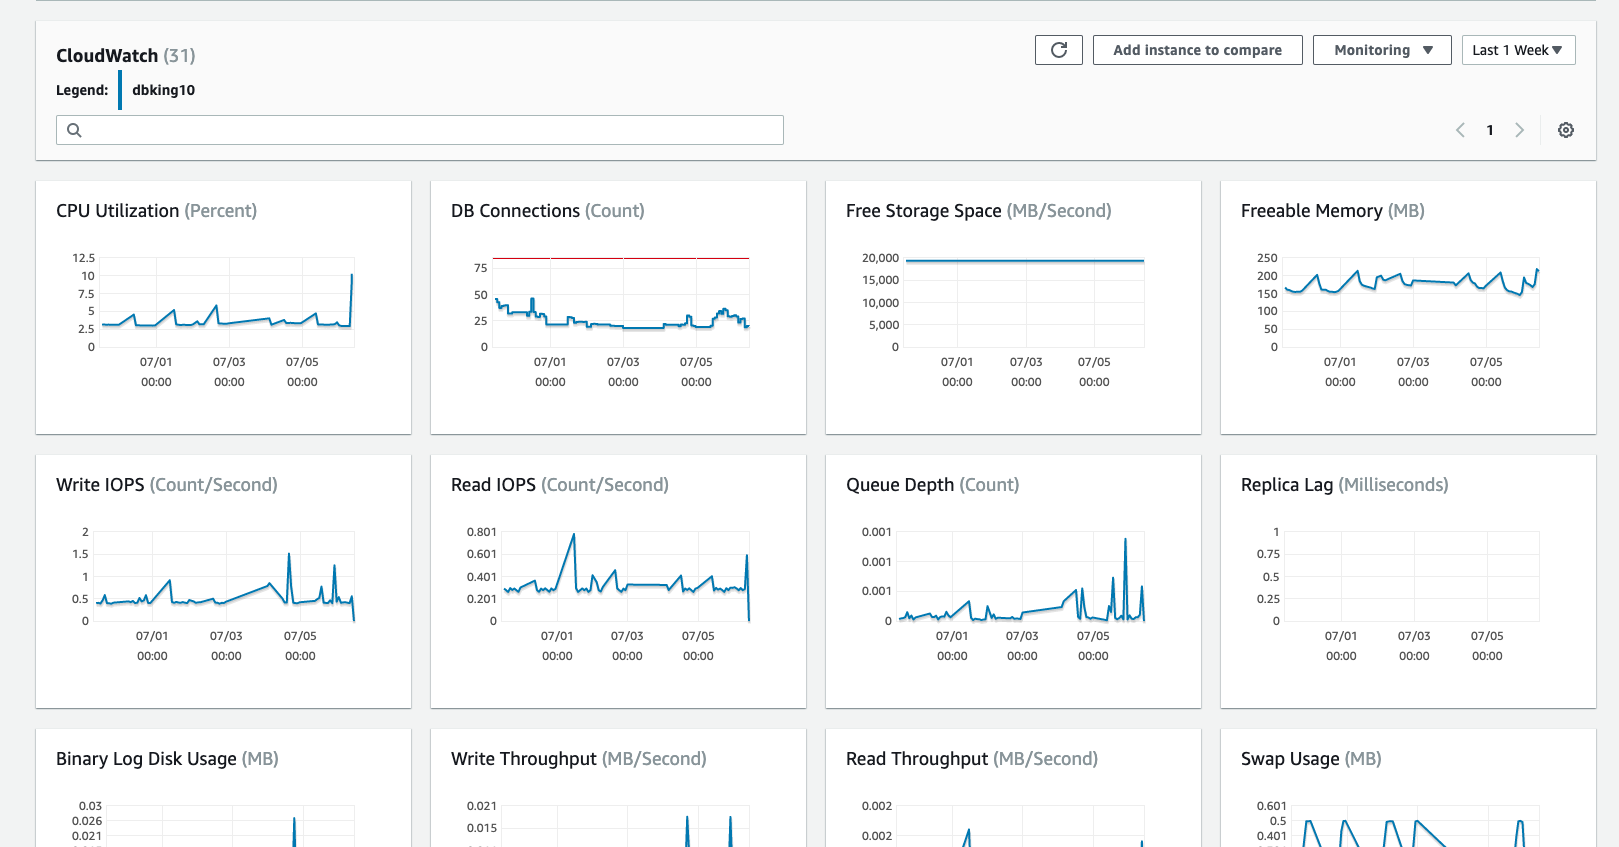 CloudWatch (31)
Add instance to compare
Monitoring
Last 1 Week
Legend:
dbking10
1
CPU Utilization (Percent)
12.5
10
7.5
5
2.5
0
07/01 07/03 07/05
00:00 00:00 00:00
DB Connections (Count)
75
50
25
0
07/01 07/03 07/05
00:00 00:00 00:00
Free Storage Space (MB/Second)
20,000
15,000
10,000
5,000
0
07/01 07/03 07/05
00:00 00:00 00:00
Freeable Memory (MB)
250
200
150
100
50
0
07/01 07/03 07/05
00:00 00:00 00:00
Write IOPS (Count/Second)
2
1.5
1
0.5
0
07/01 07/03 07/05
00:00 00:00 00:00
Read IOPS (Count/Second)
0.801
0.601
0.401
0.201
0
07/01 07/03 07/05
00:00 00:00 00:00
Queue Depth (Count)
0.001
0.001
0.001
0
07/01 07/03 07/05
00:00 00:00 00:00
Replica Lag (Milliseconds)
1
0.75
0.5
0.25
0
07/01 07/03 07/05
00:00 00:00 00:00
Binary Log Disk Usage (MB)
0.03
0.026
0.021
Write Throughput (MB/Second)
0.021
0.015
Read Throughput (MB/Second)
0.002
0.002
Swap Usage (MB)
0.601
0.5
0.401